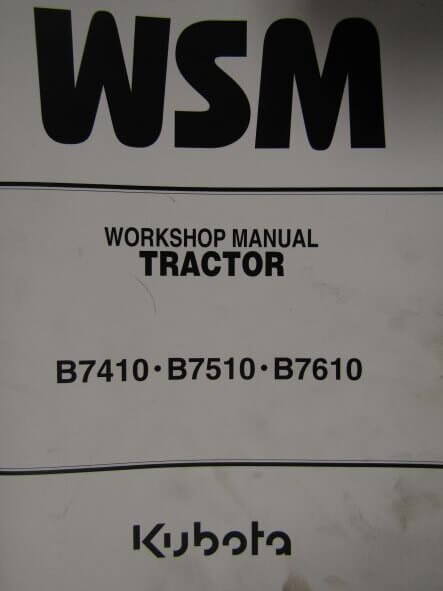 WSM
WORKSHOP MANUAL
TRACTOR
B7410·B7510·B7610
Kubota